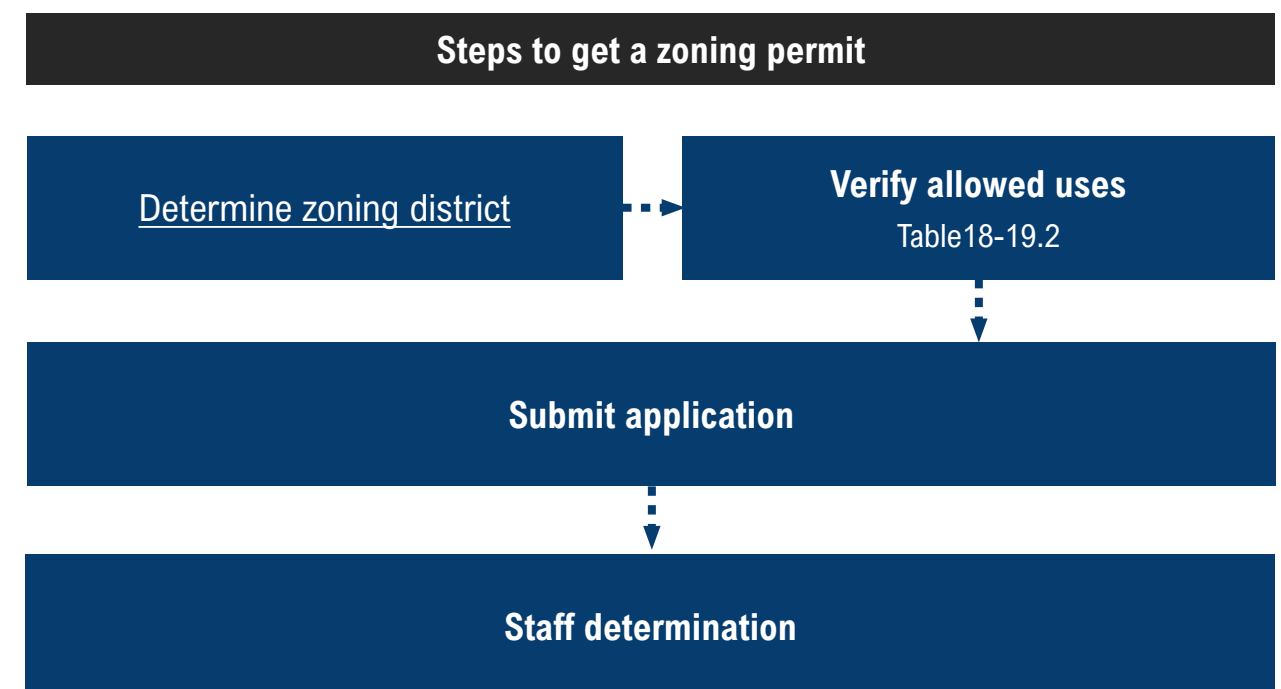 Steps to get a zoning permit
Determine zoning district
Verify allowed uses
Table18-19.2
Submit application
Staff determination